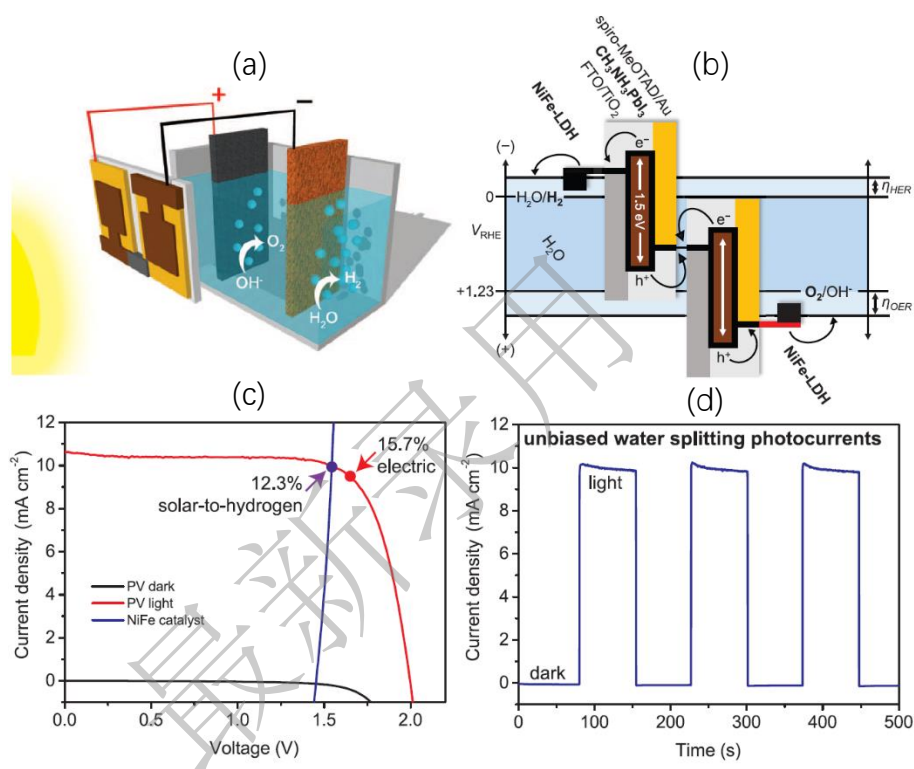 (a)
+
−
O₂
OH⁻
H₂
H₂O
(b)
spiro-MeOTAD/Au
CH₃NH₃PbI₃
FTO/TiO₂
NiFe-LDH
(−)
e⁻
H₂O/H₂
ηHER
0
VRHE
1.5 eV
e⁻
H₂O
h⁺
+1.23
O₂/OH⁻
ηOER
(+)
h⁺
NiFe-LDH
(c)
12
10
8
6
4
2
0
Current density (mA cm⁻²)
15.7%
electric
12.3%
solar-to-hydrogen
PV dark
PV light
NiFe catalyst
0.0
0.5
1.0
1.5
2.0
Voltage (V)
(d)
12
10
8
6
4
2
0
Current density (mA cm⁻²)
unbiased water splitting photocurrents
light
dark
0
100
200
300
400
500
Time (s)
最新录用